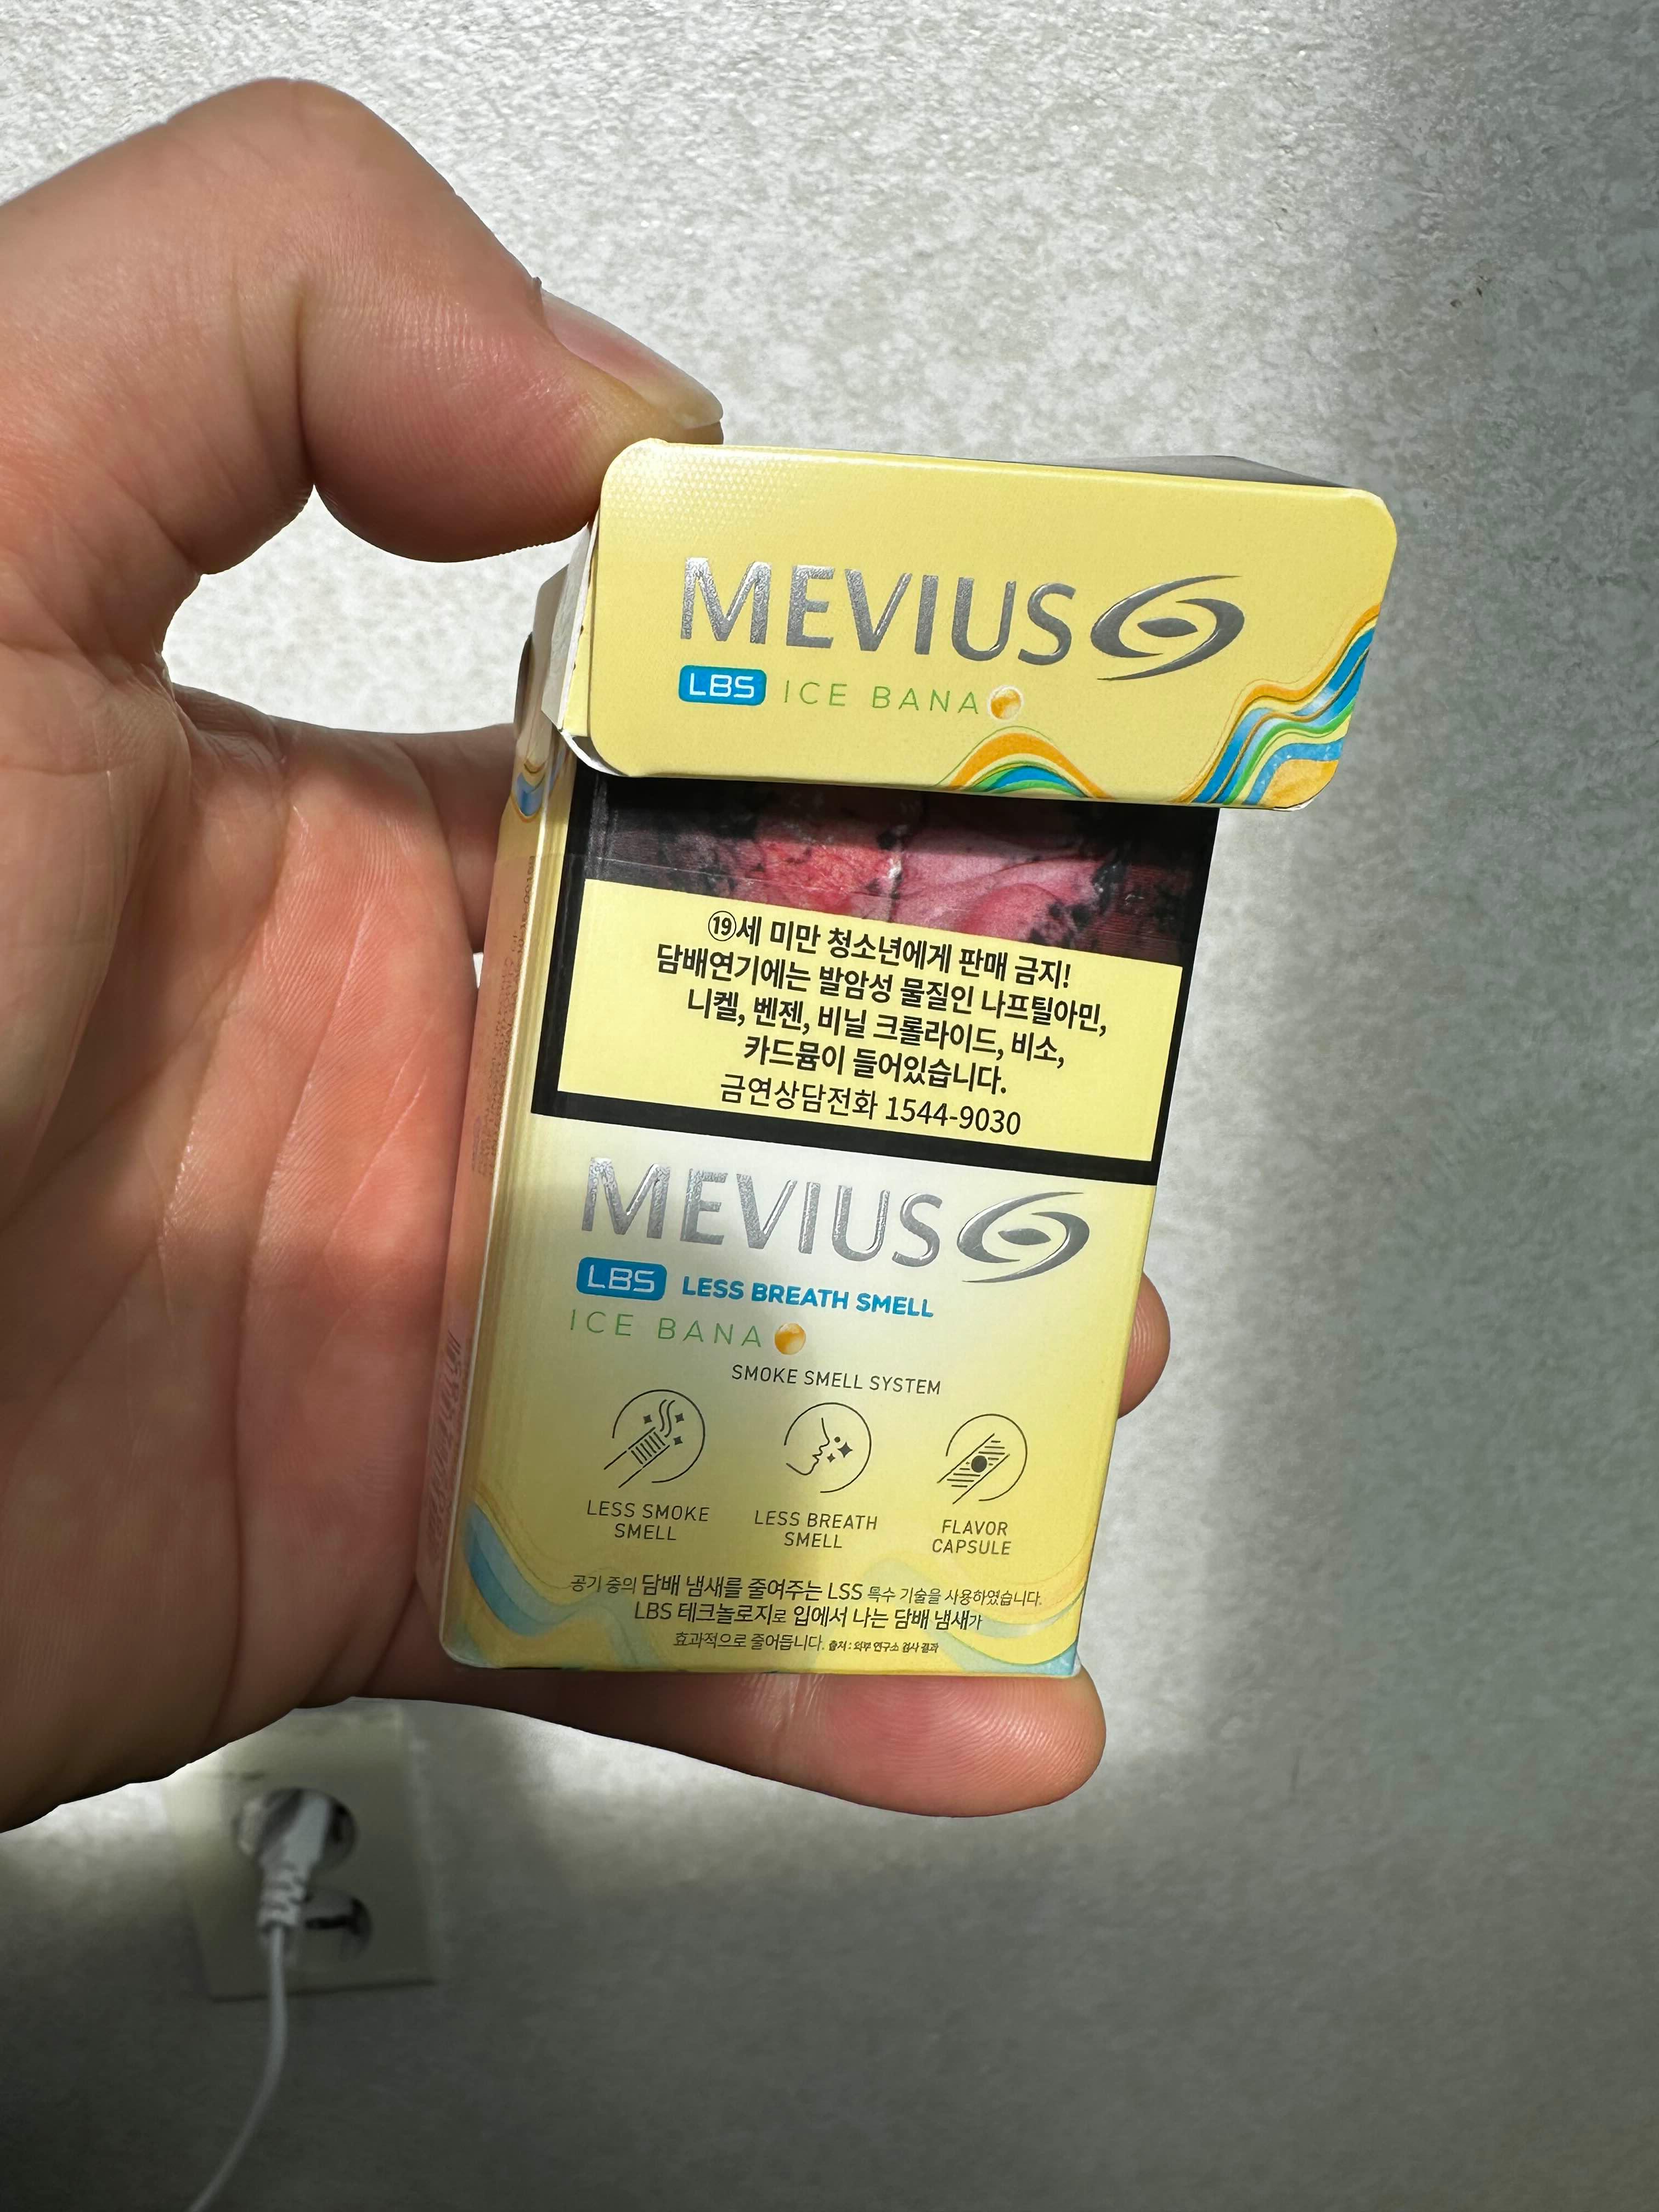 MEVIUS
LBS ICE BANA
⑲세 미만 청소년에게 판매 금지!
담배연기에는 발암성 물질인 나프틸아민,
니켈, 벤젠, 비닐 크롤라이드, 비소,
카드뮴이 들어있습니다.
금연상담전화 1544-9030
MEVIUS
LBS LESS BREATH SMELL
ICE BANA
SMOKE SMELL SYSTEM
LESS SMOKE SMELL
LESS BREATH SMELL
FLAVOR CAPSULE
공기 중의 담배 냄새를 줄여주는 LSS 특수 기술을 사용하였습니다.
LBS 테크놀로지로 입에서 나는 담배 냄새가
효과적으로 줄어듭니다. 출처 : 외부 연구소 검사 결과